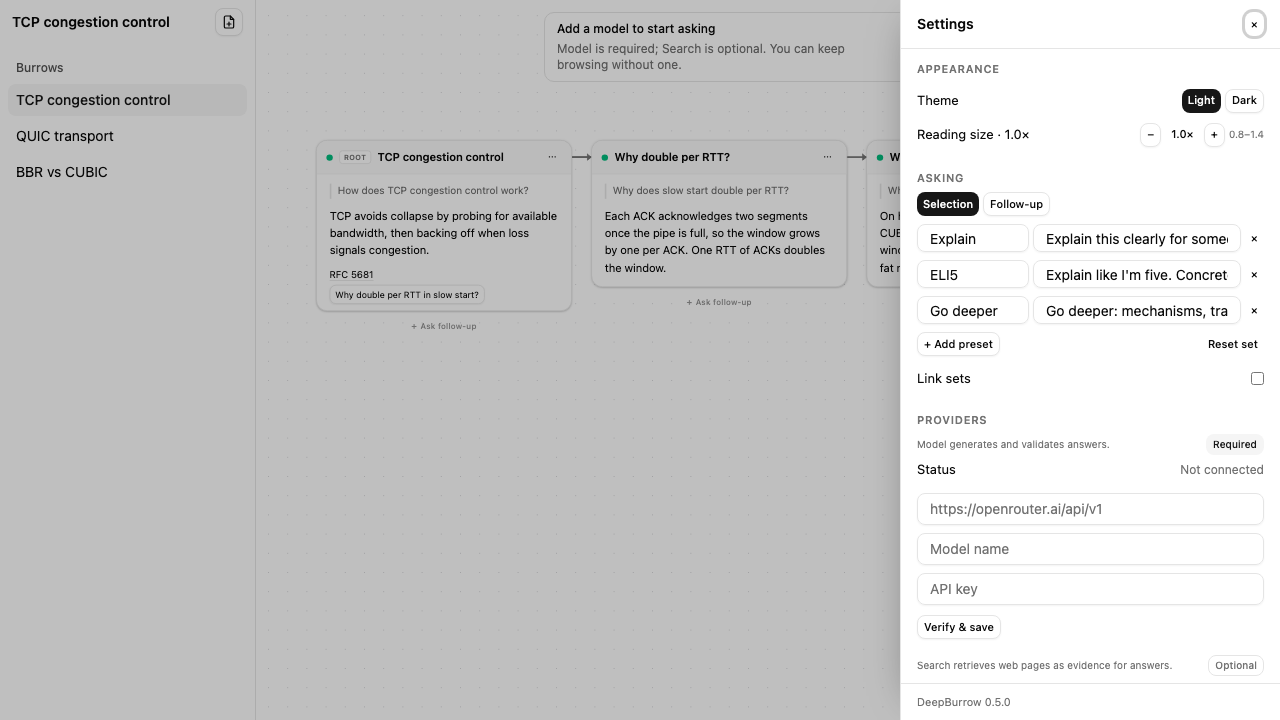 TCP congestion control
Burrows
TCP congestion control
QUIC transport
BBR vs CUBIC
Add a model to start asking
Model is required; Search is optional. You can keep
browsing without one.
ROOT TCP congestion control ...
How does TCP congestion control work?
TCP avoids collapse by probing for available
bandwidth, then backing off when loss
signals congestion.
RFC 5681
Why double per RTT in slow start?
+ Ask follow-up
Why double per RTT? ...
Why does slow start double per RTT?
Each ACK acknowledges two segments
once the pipe is full, so the window grows
by one per ACK. One RTT of ACKs doubles
the window.
+ Ask follow-up
On
fat
Settings
×
APPEARANCE
Theme
Light
Dark
Reading size · 1.0×
− 1.0× + 0.8–1.4
ASKING
Selection
Follow-up
Explain
Explain this clearly for some
×
ELI5
Explain like I'm five. Concret
×
Go deeper
Go deeper: mechanisms, tra
×
+ Add preset
Reset set
Link sets
PROVIDERS
Model generates and validates answers.
Required
Status
Not connected
https://openrouter.ai/api/v1
Model name
API key
Verify & save
Search retrieves web pages as evidence for answers.
Optional
DeepBurrow 0.5.0